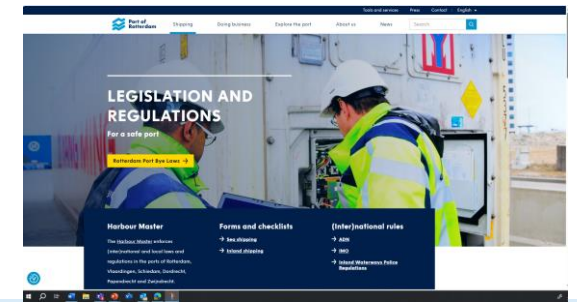 Tools and services Press Contact English
Port of
Rotterdam
Shipping Doing business Explore the port About us News Search
LEGISLATION AND
REGULATIONS
For a safe port
Rotterdam Port Bye Laws →
Harbour Master
The Harbour Master enforces
(inter)national and local laws and
regulations in the ports of Rotterdam,
Vlaardingen, Schiedam, Dordrecht,
Papendrecht and Zwijndrecht.
Forms and checklists
→ Sea shipping
→ Inland shipping
(Inter)national rules
→ ADN
→ IMO
→ Inland Waterways Police
Regulations